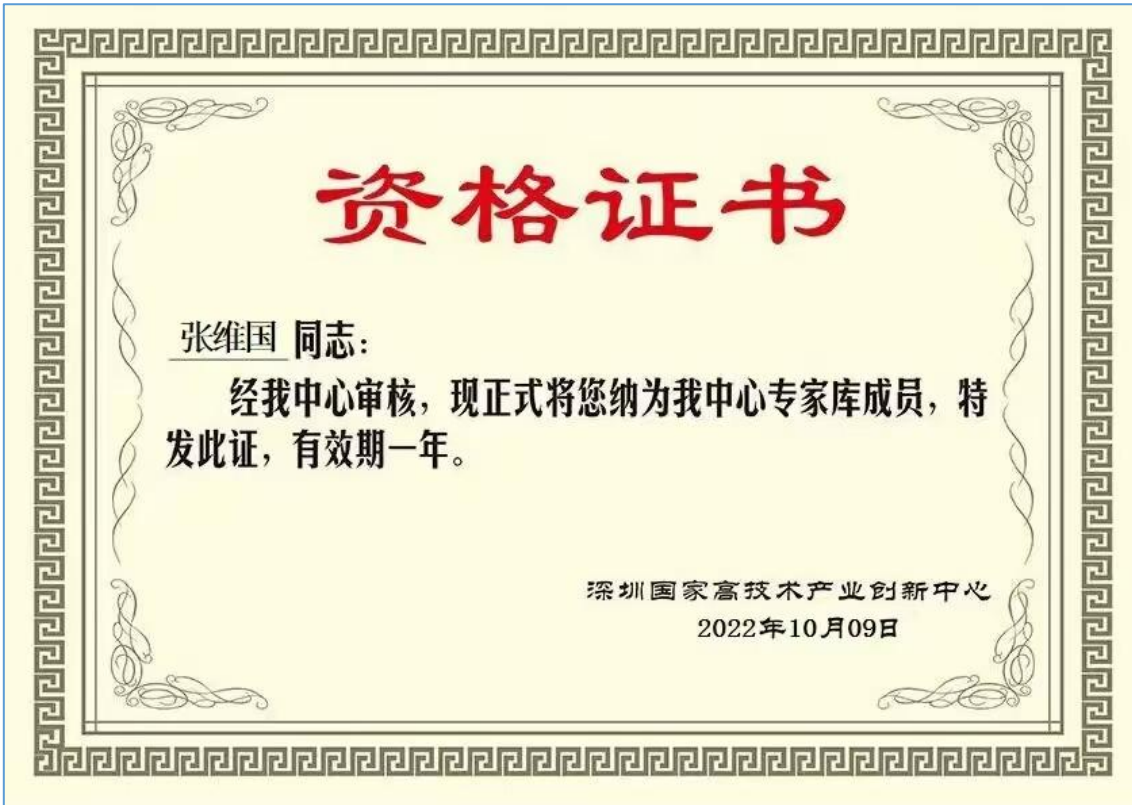 资格证书
张维国 同志：
经我中心审核，现正式将您纳为我中心专家库成员，特
发此证，有效期一年。
深圳国家高技术产业创新中心
2022年10月09日